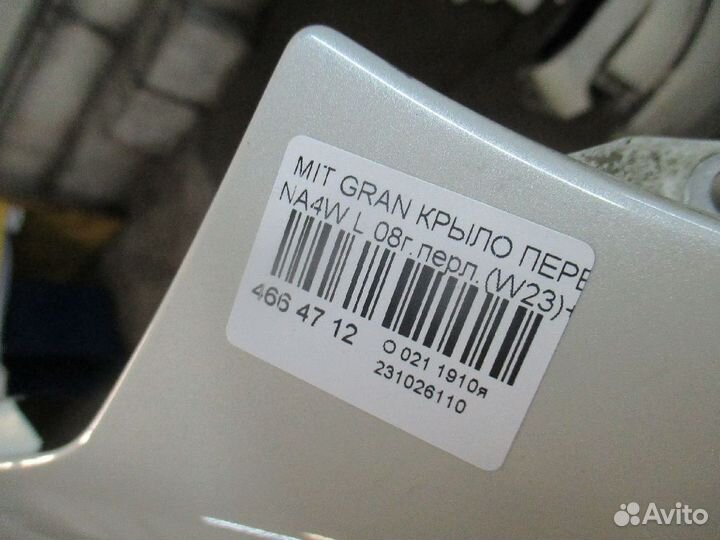 MIT GRAN КРЫЛО ПЕРЕ
NA4W L 08г.перл.(W23)-
466 47 12
О 021 1910я
231026110
Avito